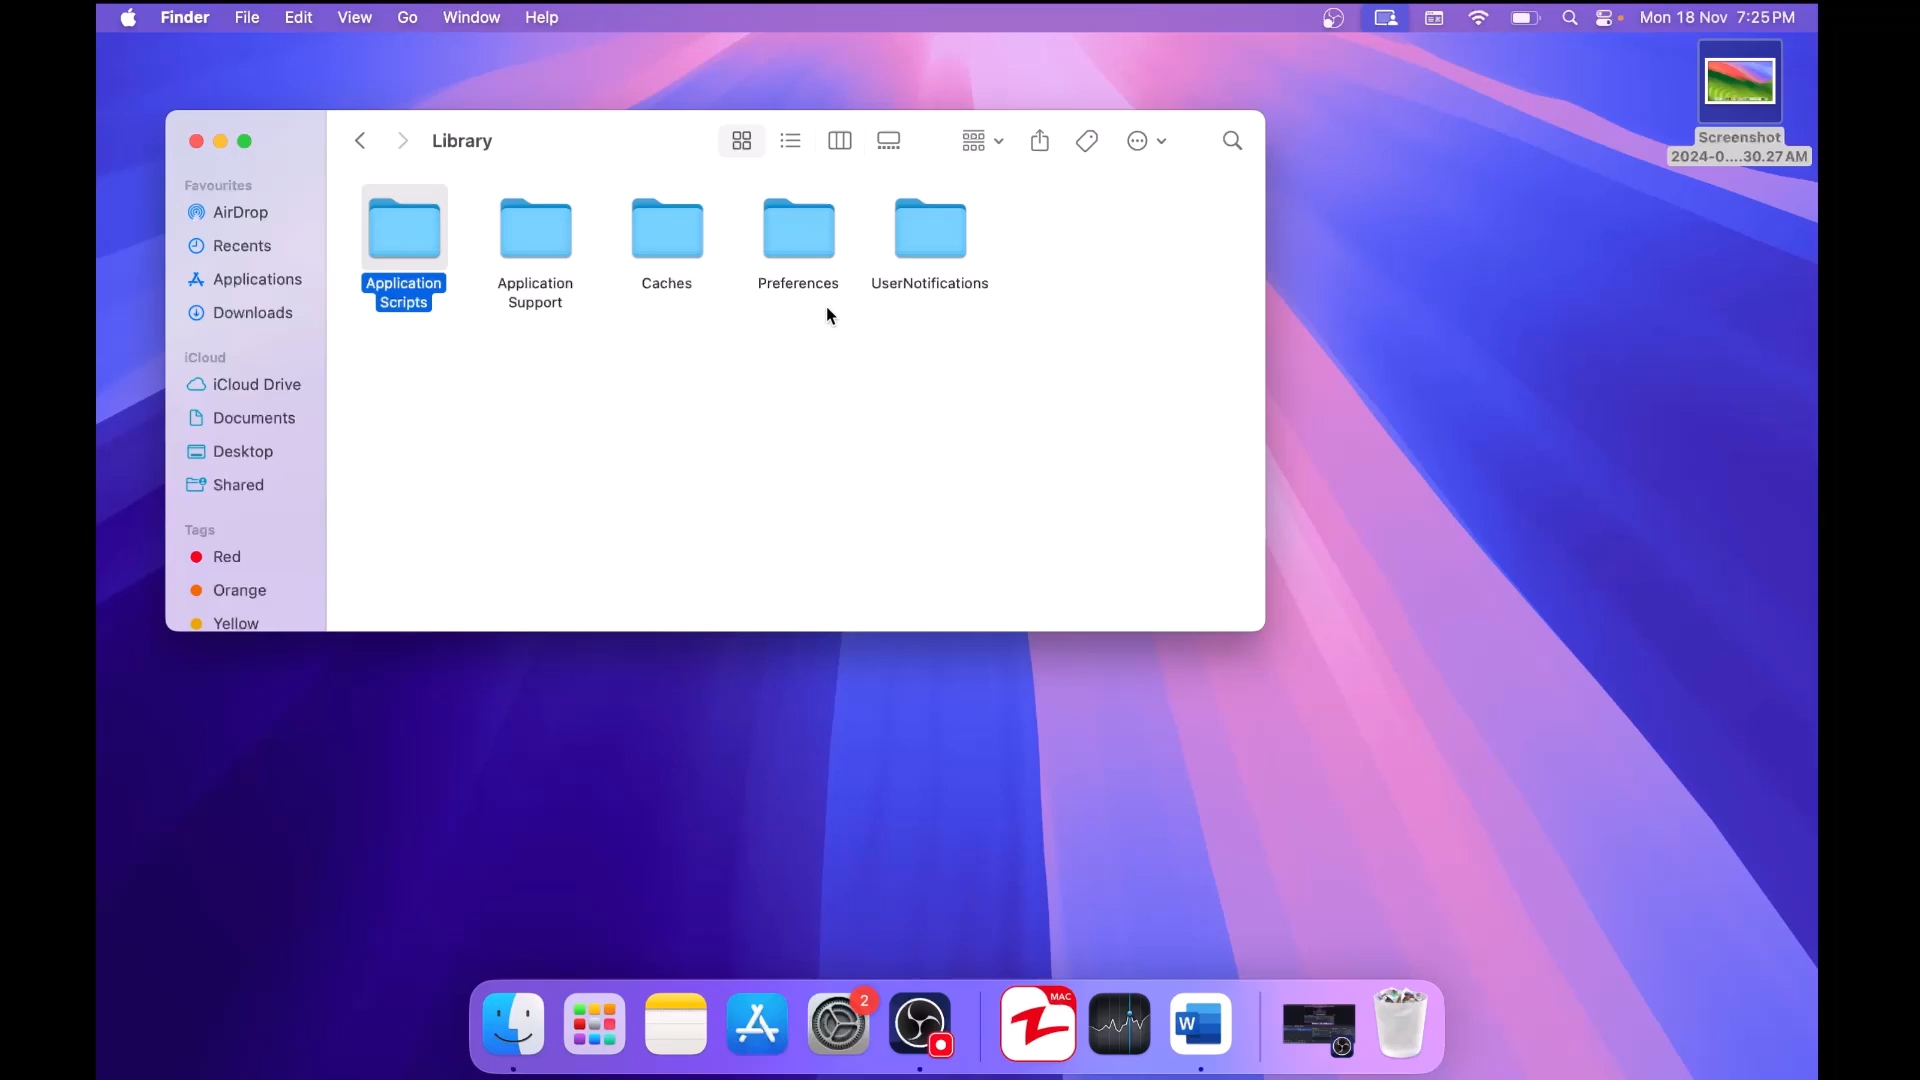 Finder File Edit View Go Window Help
Mon 18 Nov 7:25 PM
Screenshot
2024-0....30.27 AM
Library
Favourites
AirDrop
Recents
Applications
Downloads
iCloud
iCloud Drive
Documents
Desktop
Shared
Tags
Red
Orange
Yellow
Application
Scripts
Application
Support
Caches
Preferences
UserNotifications
2
MAC
W